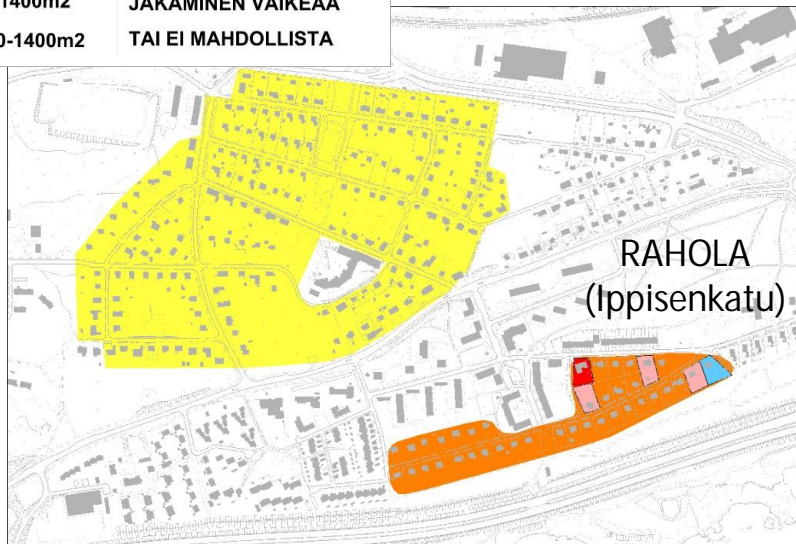 1400m2 JAKAMINEN VAIKEAA
0-1400m2 TAI EI MAHDOLLISTA
RAHOLA
(Ippisenkatu)